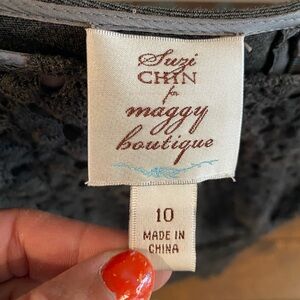 Suzi
CHIN
for
maggy
boutique
10
MADE IN
CHINA